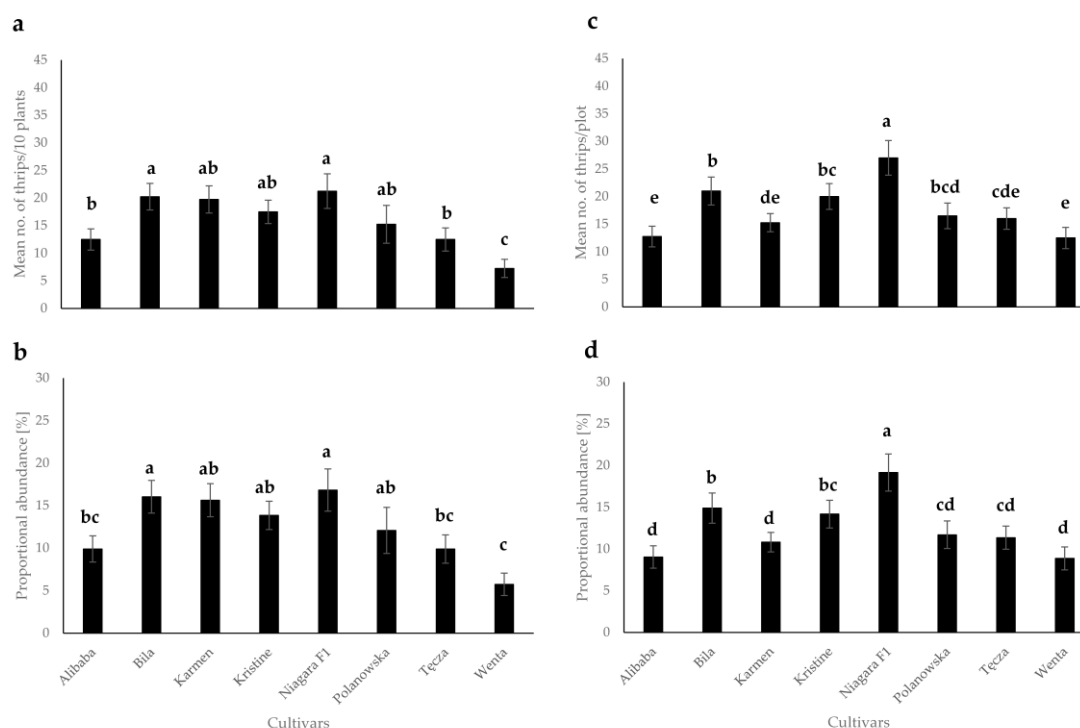 a
Mean no. of thrips/10 plants
45
40
35
30
25
20
15
10
5
0
b a ab ab a ab b c
c
Mean no. of thrips/plot
45
40
35
30
25
20
15
10
5
0
e b de bc a bcd cde e
b
Proportional abundance [%]
30
25
20
15
10
5
0
bc a ab ab a ab bc c
Alibaba
Bila
Karmen
Kristine
Niagara F1
Polanowska
Tęcza
Wenta
Cultivars
d
Proportional abundance [%]
30
25
20
15
10
5
0
d b d bc a cd cd d
Alibaba
Bila
Karmen
Kristine
Niagara F1
Polanowska
Tęcza
Wenta
Cultivars